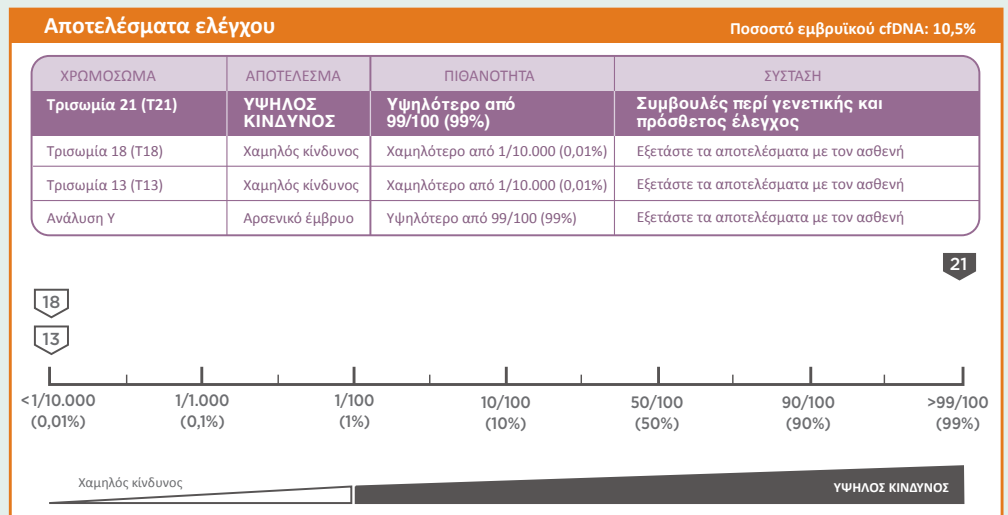 Αποτελέσματα ελέγχου Ποσοστό εμβρυϊκού cfDNA: 10,5%
ΧΡΩΜΟΣΩΜΑ ΑΠΟΤΕΛΕΣΜΑ ΠΙΘΑΝΟΤΗΤΑ ΣΥΣΤΑΣΗ
Τρισωμία 21 (T21) ΥΨΗΛΟΣ ΚΙΝΔΥΝΟΣ Υψηλότερο από 99/100 (99%) Συμβουλές περί γενετικής και πρόσθετος έλεγχος
Τρισωμία 18 (T18) Χαμηλός κίνδυνος Χαμηλότερο από 1/10.000 (0,01%) Εξετάστε τα αποτελέσματα με τον ασθενή
Τρισωμία 13 (T13) Χαμηλός κίνδυνος Χαμηλότερο από 1/10.000 (0,01%) Εξετάστε τα αποτελέσματα με τον ασθενή
Ανάλυση Y Αρσενικό έμβρυο Υψηλότερο από 99/100 (99%) Εξετάστε τα αποτελέσματα με τον ασθενή
21
18
13
<1/10.000 1/1.000 1/100 10/100 50/100 90/100 >99/100
(0,01%) (0,1%) (1%) (10%) (50%) (90%) (99%)
Χαμηλός κίνδυνος
ΥΨΗΛΟΣ ΚΙΝΔΥΝΟΣ